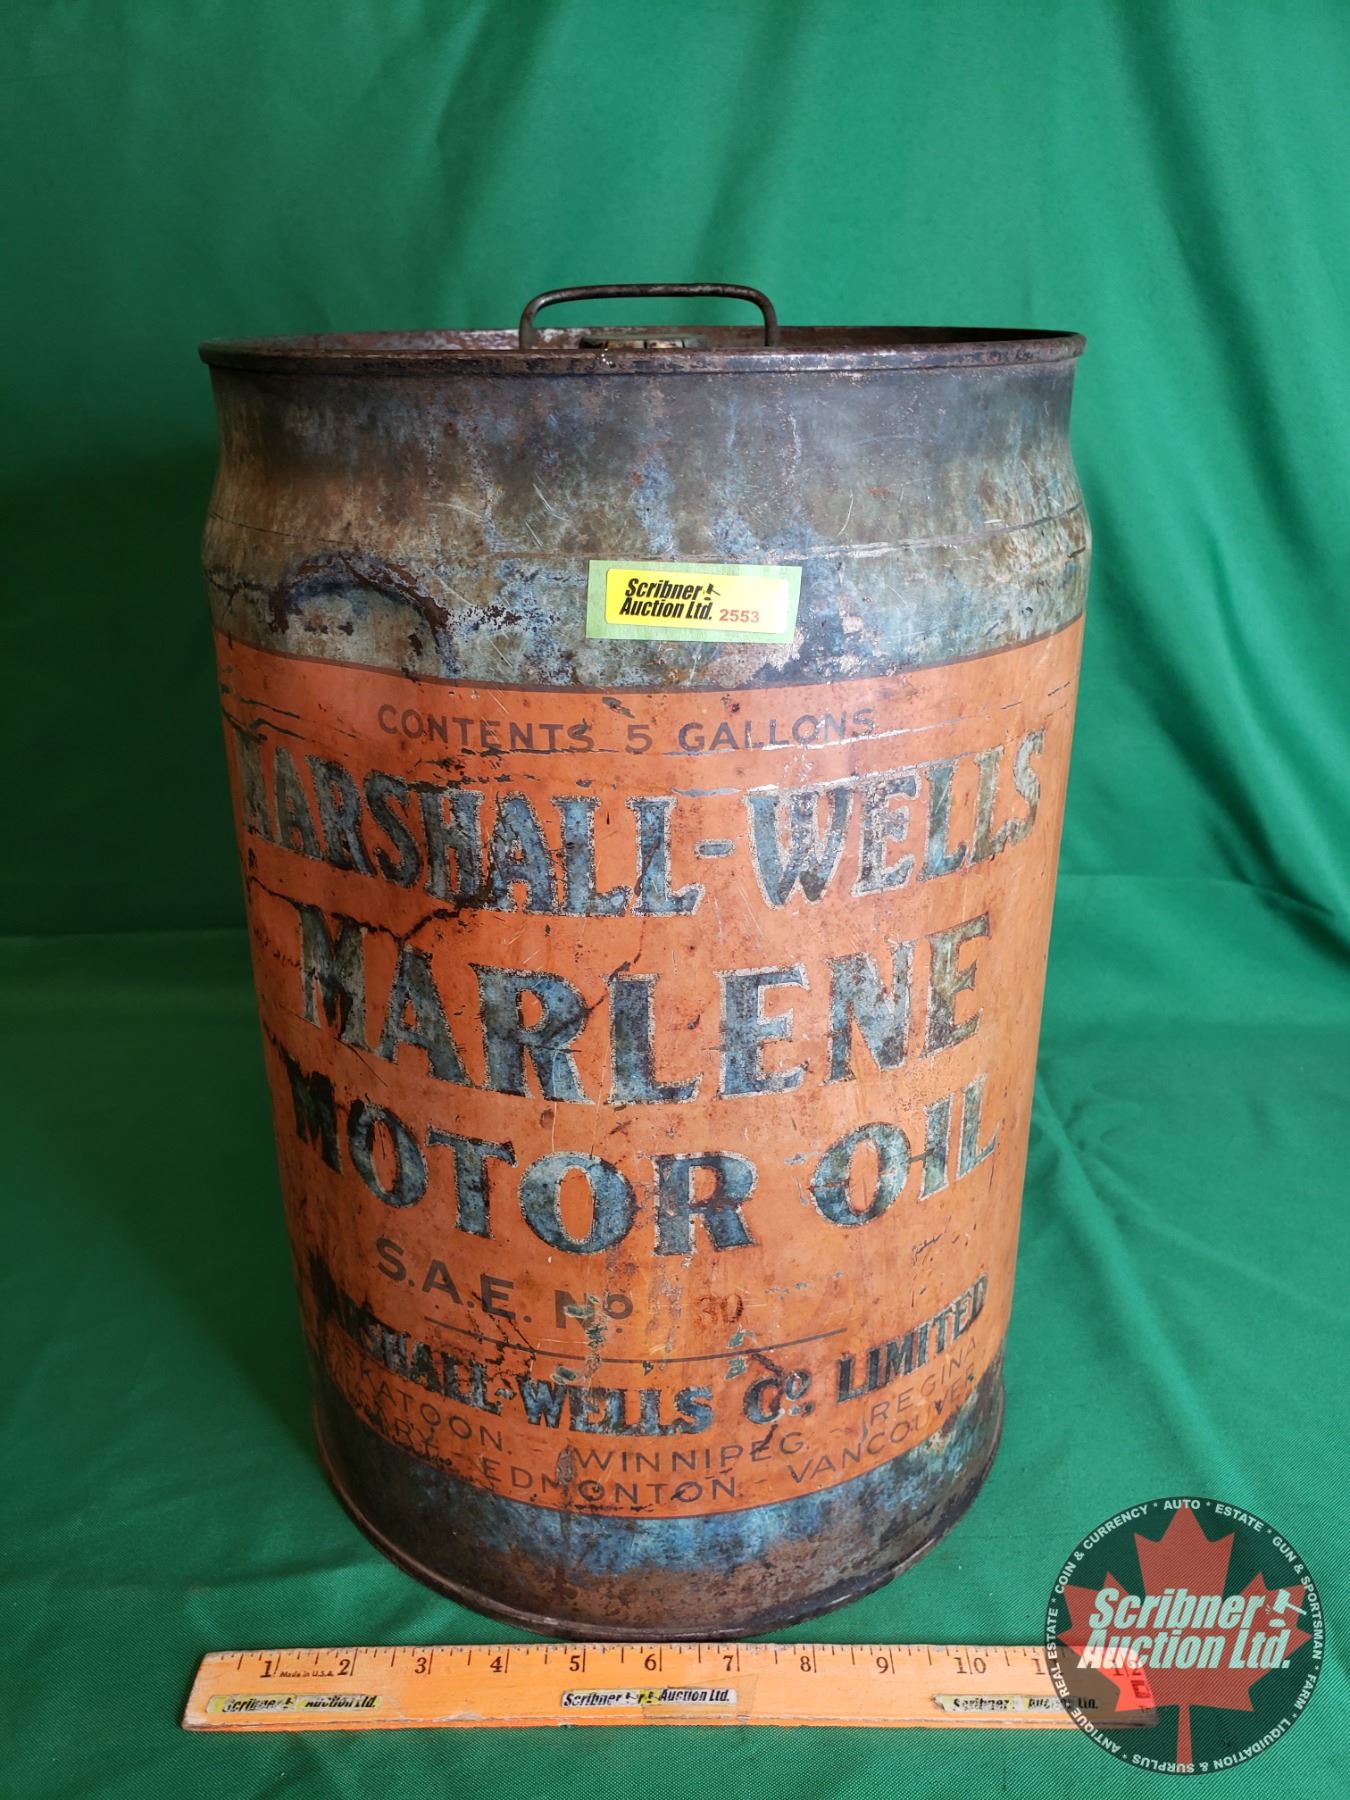 Scribner
Auction Ltd. 2553
CONTENTS 5 GALLONS
MARSHALL-WELLS
MARLENE
MOTOR OIL
S.A.E. No. 30
MARSHALL-WELLS Co. LIMITED
SKATOON - WINNIPEG - REGINA
EDMONTON - VANCOUVER
1 2 3 4 5 6 7 8 9 10
Made in U.S.A.
Scribner Auction Ltd.
Scribner Auction Ltd.
Scribner Auction Ltd.
ANTIQUE * REAL ESTATE * COIN & CURRENCY * AUTO * ESTATE * GUN & SPORTSMAN * FARM * LIQUIDATION & SURPLUS *
Scribner
Auction Ltd.